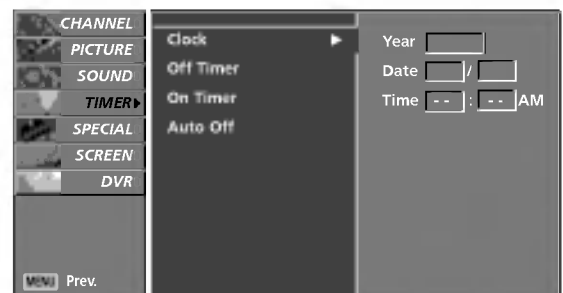 CHANNEL
PICTURE
SOUND
TIMER
SPECIAL
SCREEN
DVR
MENU Prev.
Clock
Off Timer
On Timer
Auto Off
Year
Date /
Time -- : -- AM